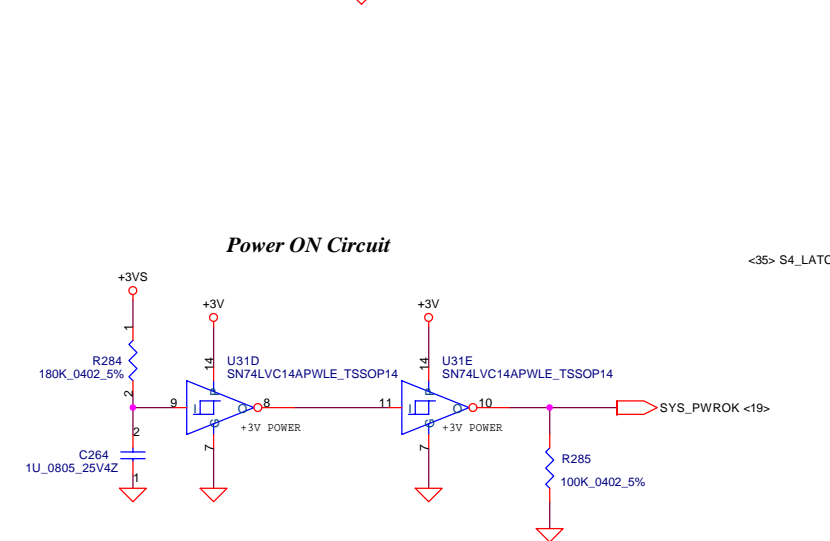 Power ON Circuit
<35> S4_LATC
+3VS
+3V
+3V
1
R284
180K_0402_5%
2
14
U31D
SN74LVC14APWLE_TSSOP14
14
U31E
SN74LVC14APWLE_TSSOP14
P
P
9
I
O
8
11
I
O
10
SYS_PWROK <19>
G
G
+3V POWER
+3V POWER
2
C264
1U_0805_25V4Z
1
7
7
R285
100K_0402_5%